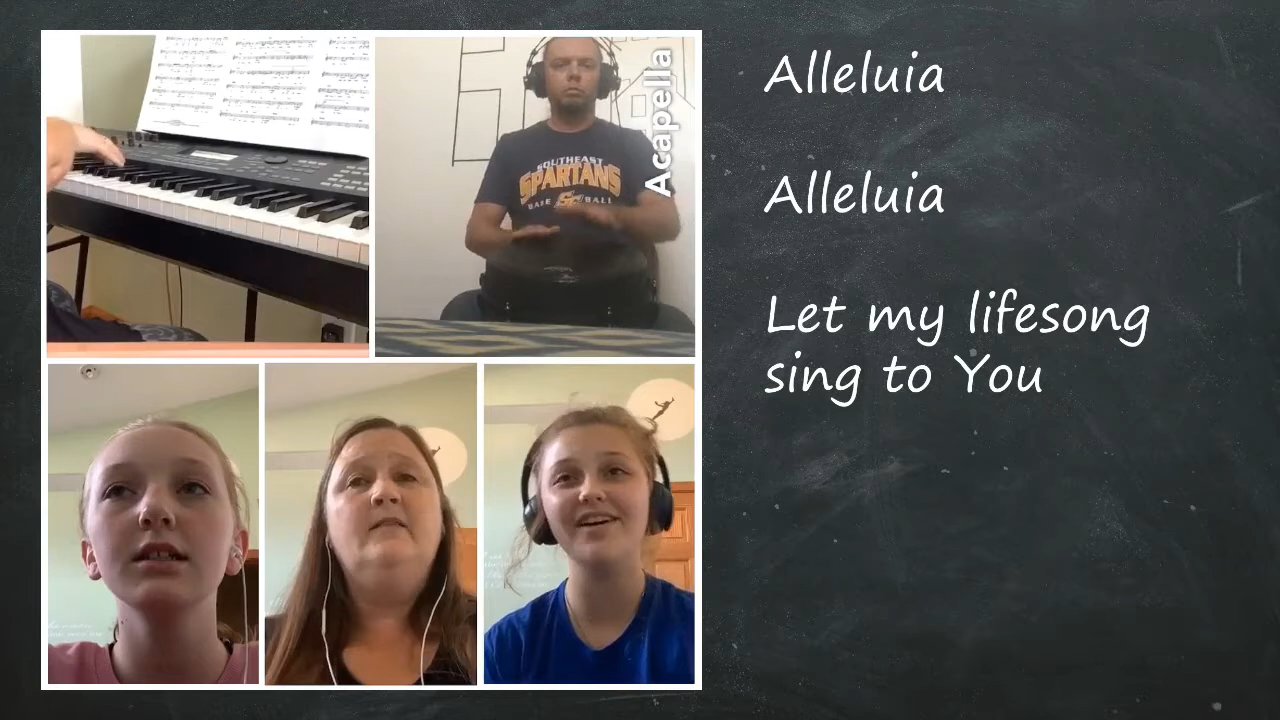 Acapella
SOUTHEAST
SPARTANS
BASEBALL
Alleluia
Alleluia
Let my lifesong
sing to You